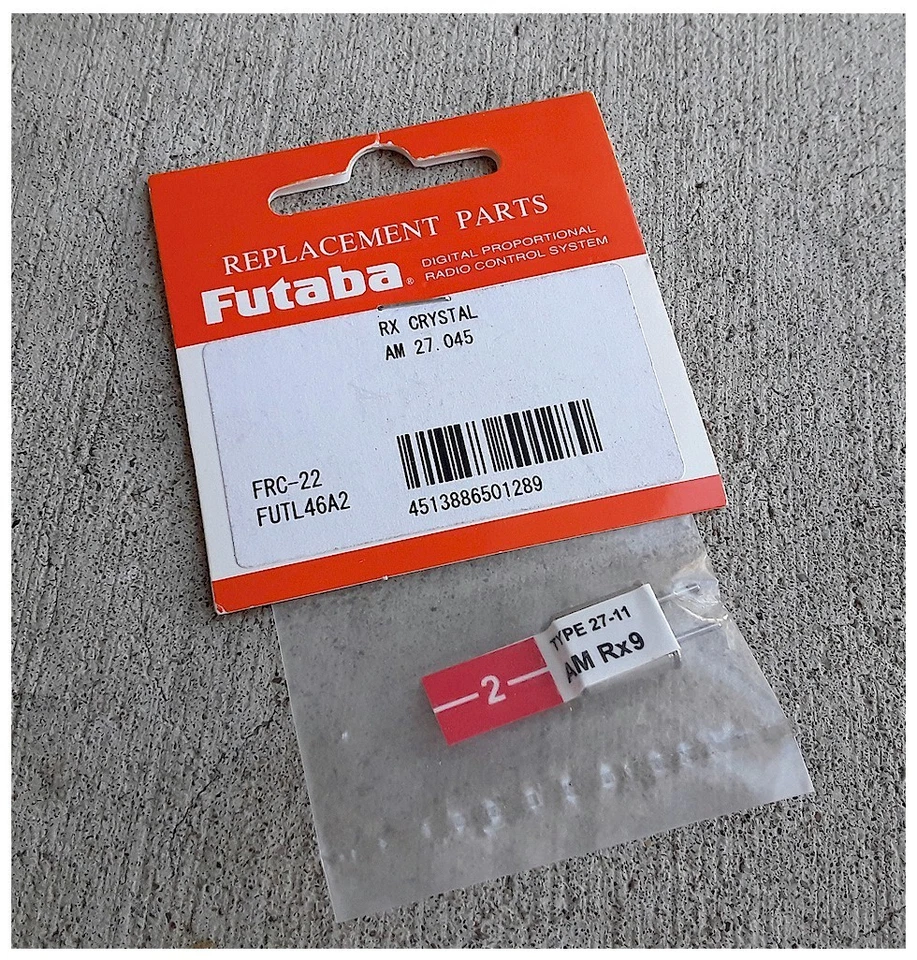 REPLACEMENT PARTS
Futaba® DIGITAL PROPORTIONAL
RADIO CONTROL SYSTEM
RX CRYSTAL
AM 27.045
FRC-22
FUTL46A2
4513886501289
TYPE 27-11
AM Rx9
2